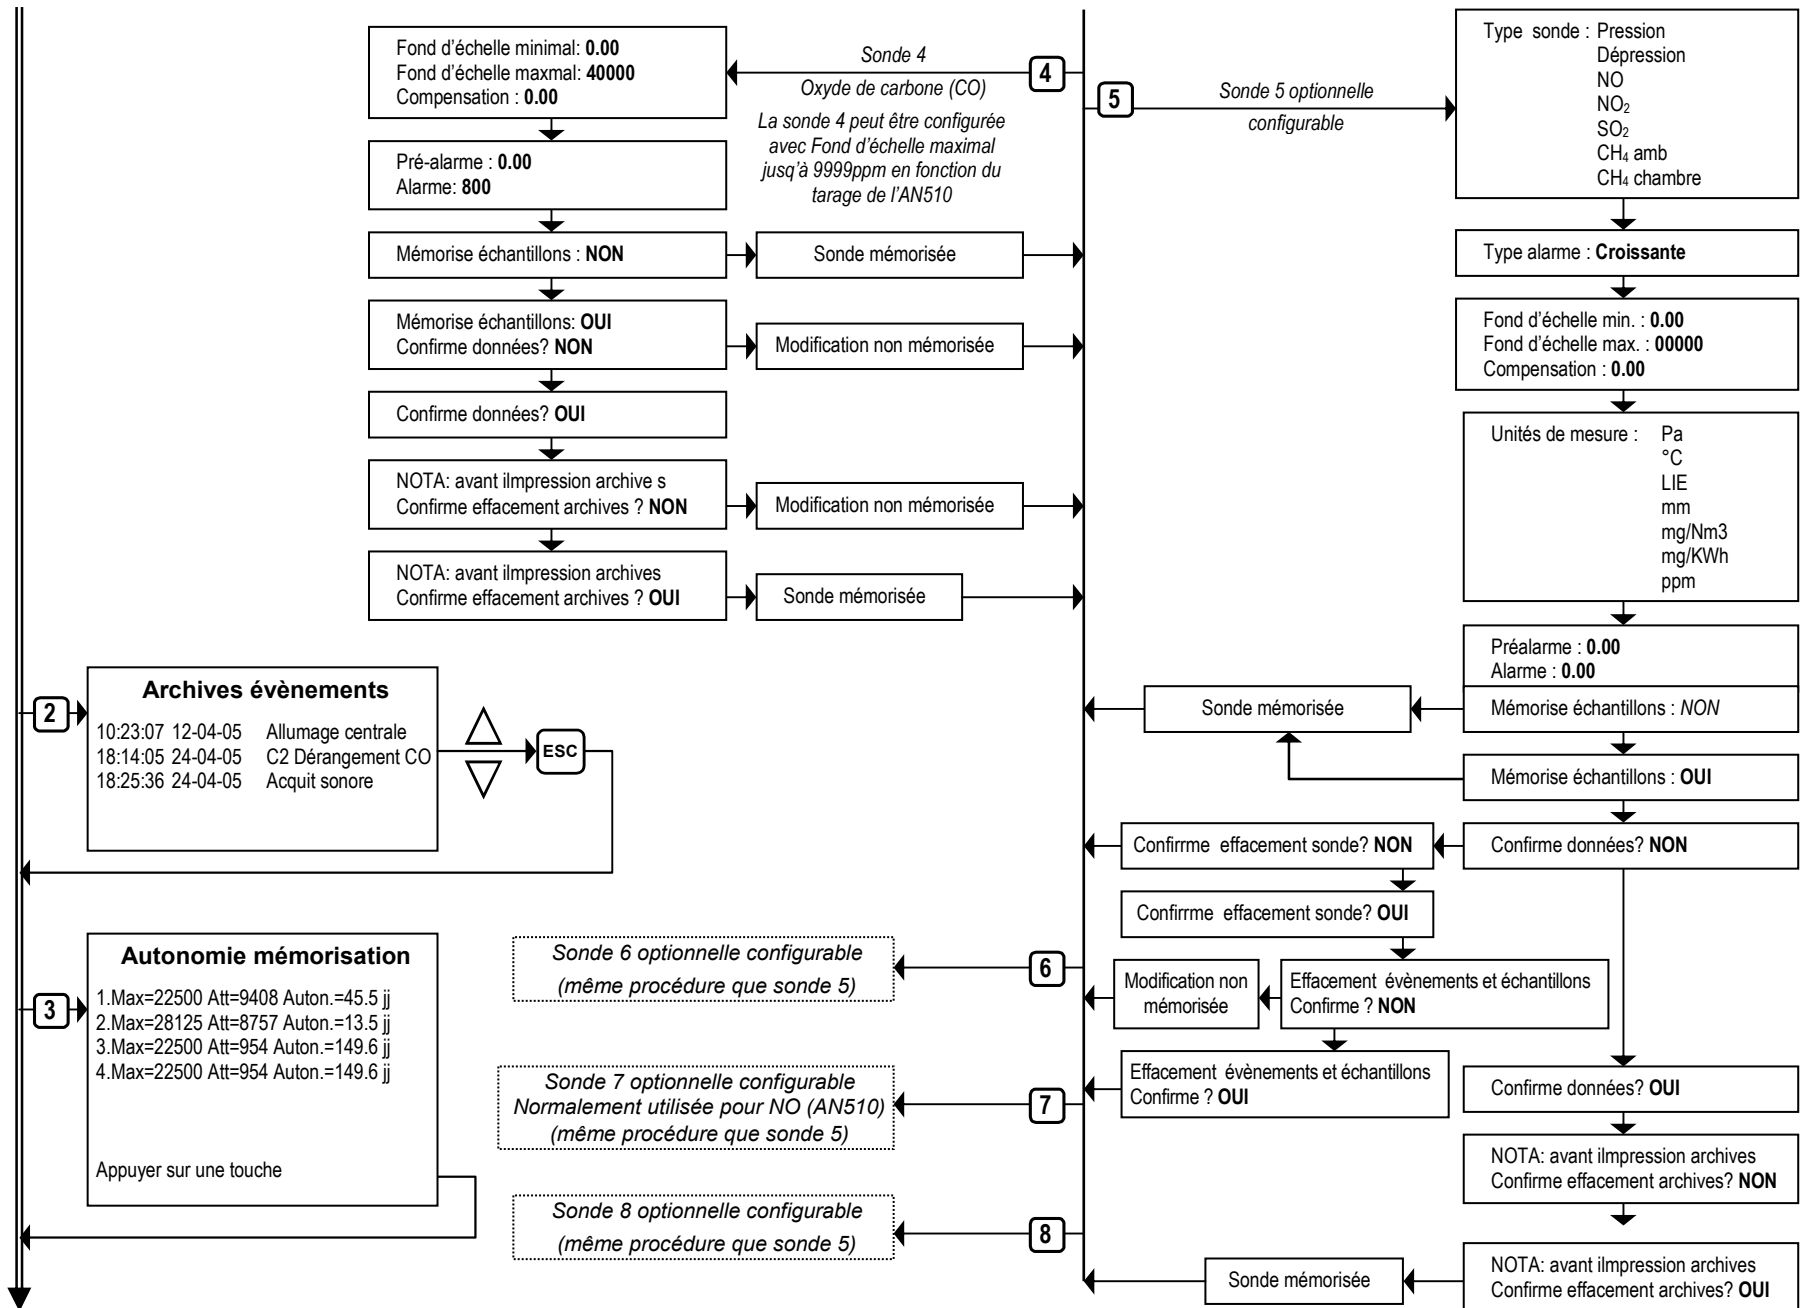 Fond d'échelle minimal: 0.00
Fond d'échelle maxmal: 40000
Compensation : 0.00
Sonde 4
Oxyde de carbone (CO)
La sonde 4 peut être configurée
avec Fond d'échelle maximal
jusqu'à 9999ppm en fonction du
tarage de l'AN510
4
Pré-alarme : 0.00
Alarme: 800
Mémorise échantillons : NON
Sonde mémorisée
Mémorise échantillons: OUI
Confirme données? NON
Modification non mémorisée
Confirme données? OUI
NOTA: avant ilmpression archive s
Confirme effacement archives ? NON
Modification non mémorisée
NOTA: avant ilmpression archives
Confirme effacement archives ? OUI
Sonde mémorisée
5
Sonde 5 optionnelle
configurable
Type sonde : Pression
Dépression
NO
NO2
SO2
CH4 amb
CH4 chambre
Type alarme : Croissante
Fond d'échelle min. : 0.00
Fond d'échelle max. : 00000
Compensation : 0.00
Unités de mesure : Pa
°C
LIE
mm
mg/Nm3
mg/KWh
ppm
Préalarme : 0.00
Alarme : 0.00
Mémorise échantillons : NON
Sonde mémorisée
Mémorise échantillons : OUI
Confirme données? NON
Confirrme effacement sonde? NON
Confirrme effacement sonde? OUI
Effacement évènements et échantillons
Confirme ? NON
Modification non
mémorisée
Effacement évènements et échantillons
Confirme ? OUI
Confirme données? OUI
NOTA: avant ilmpression archives
Confirme effacement archives? NON
NOTA: avant ilmpression archives
Confirme effacement archives? OUI
Sonde mémorisée
2
Archives évènements
10:23:07 12-04-05 Allumage centrale
18:14:05 24-04-05 C2 Dérangement CO
18:25:36 24-04-05 Acquit sonore
ESC
3
Autonomie mémorisation
1.Max=22500 Att=9408 Auton.=45.5 jj
2.Max=28125 Att=8757 Auton.=13.5 jj
3.Max=22500 Att=954 Auton.=149.6 jj
4.Max=22500 Att=954 Auton.=149.6 jj
Appuyer sur une touche
Sonde 6 optionnelle configurable
(même procédure que sonde 5)
6
Sonde 7 optionnelle configurable
Normalement utilisée pour NO (AN510)
(même procédure que sonde 5)
7
Sonde 8 optionnelle configurable
(même procédure que sonde 5)
8